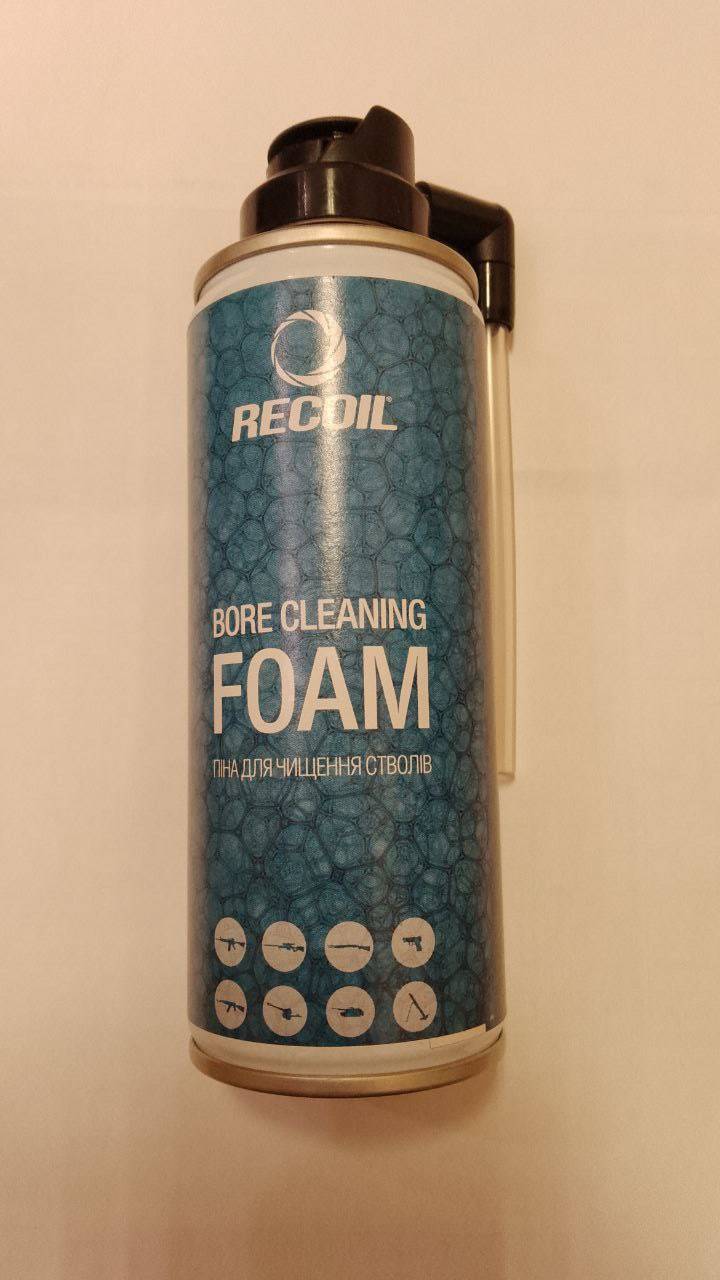 RECOIL®
BORE CLEANING
FOAM
ПІНА ДЛЯ ЧИЩЕННЯ СТВОЛІВ